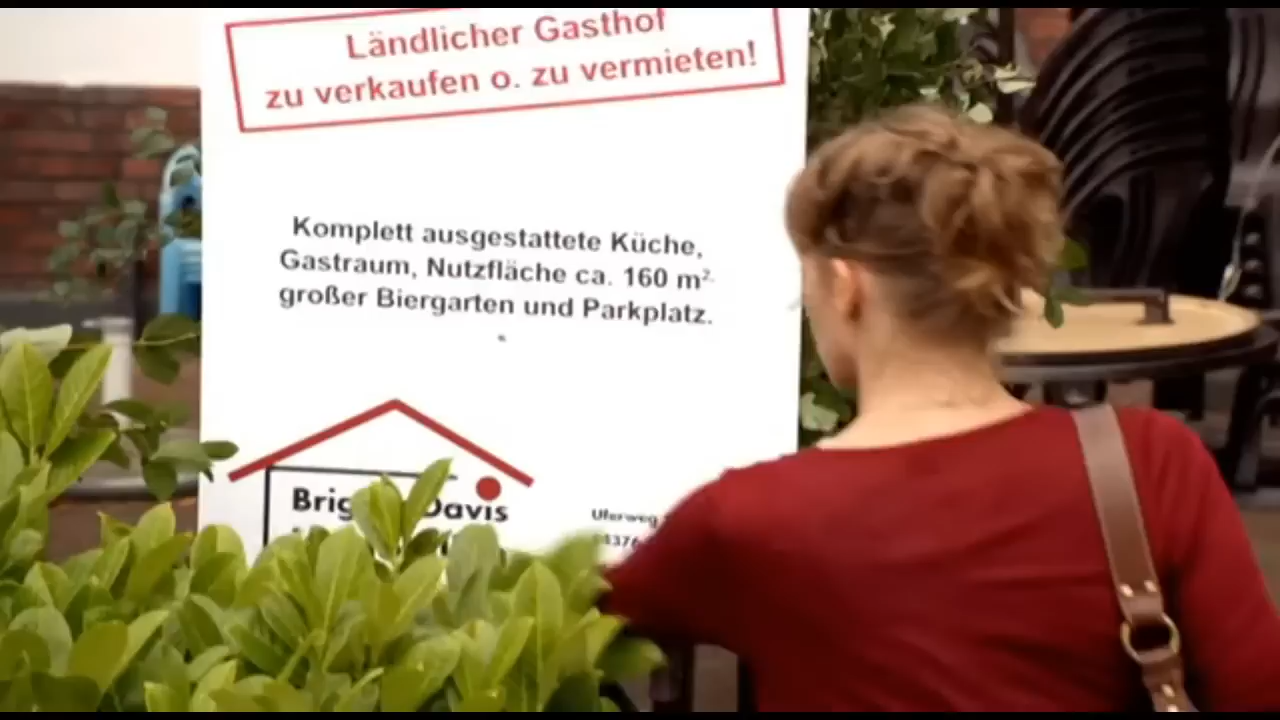 Ländlicher Gasthof
zu verkaufen o. zu vermieten!
Komplett ausgestattete Küche,
Gastraum, Nutzfläche ca. 160 m²
großer Biergarten und Parkplatz.
Davis
Uferweg